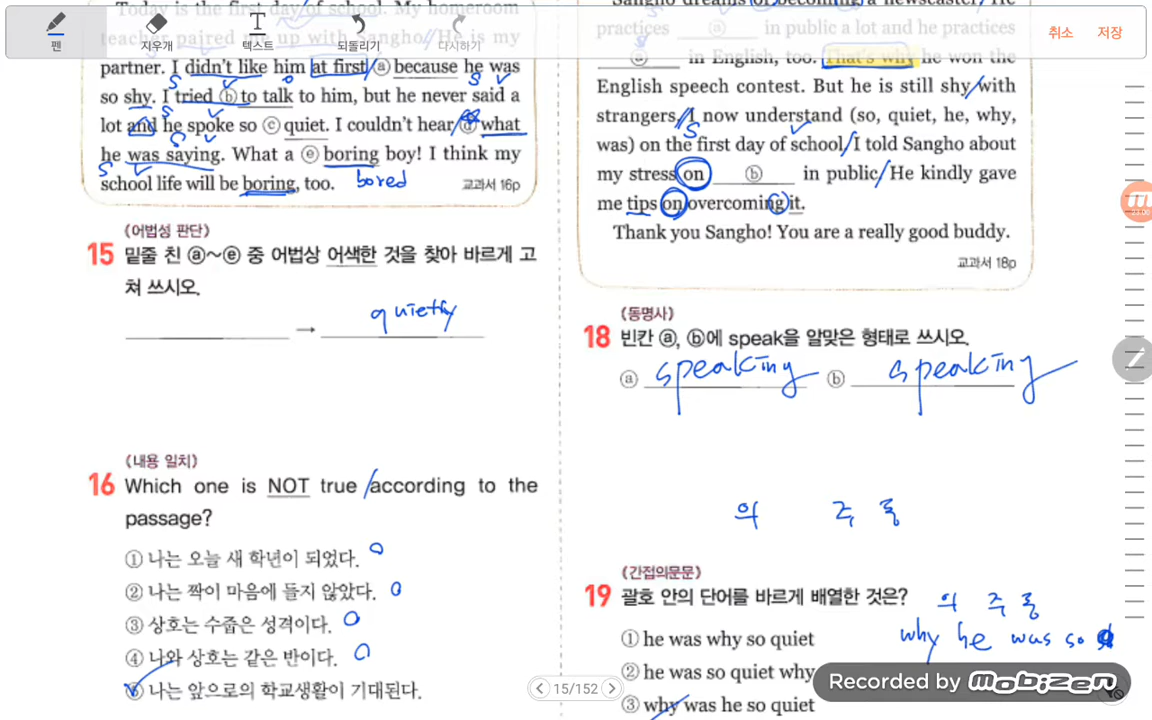 펜
지우개
텍스트
되돌리기
다시하기
취소
저장
Today is the first day of school. My homeroom
teacher paired me up with Sangho. He is my
partner. I didn't like him at first ⓐ because he was
so shy. I tried ⓑ to talk to him, but he never said a
lot and he spoke so ⓒ quiet. I couldn't hear ⓓ what
he was saying. What a ⓔ boring boy! I think my
school life will be boring, too. bored
교과서 16p
(어법성 판단)
15 밑줄 친 ⓐ~ⓔ 중 어법상 어색한 것을 찾아 바르게 고
쳐 쓰시오.
→ quietly
(내용 일치)
16 Which one is NOT true according to the
passage?
① 나는 오늘 새 학년이 되었다.
② 나는 짝이 마음에 들지 않았다.
③ 상호는 수줍은 성격이다.
④ 나와 상호는 같은 반이다.
⑤ 나는 앞으로의 학교생활이 기대된다.
Sangho dreams of becoming a newscaster. He
practices ⓐ in public a lot and he practices
ⓐ in English, too. That's why he won the
English speech contest. But he is still shy with
strangers. I now understand (so, quiet, he, why,
was) on the first day of school. I told Sangho about
my stress on ⓑ in public. He kindly gave
me tips on overcoming ⓒ it.
Thank you Sangho! You are a really good buddy.
교과서 18p
(동명사)
18 빈칸 ⓐ, ⓑ에 speak을 알맞은 형태로 쓰시오.
ⓐ speaking ⓑ speaking
의 주 동
(간접의문문)
19 괄호 안의 단어를 바르게 배열한 것은?
의 주 동
① he was why so quiet
why he was so
② he was so quiet why
③ why was he so quiet
15/152
Recorded by mobizen